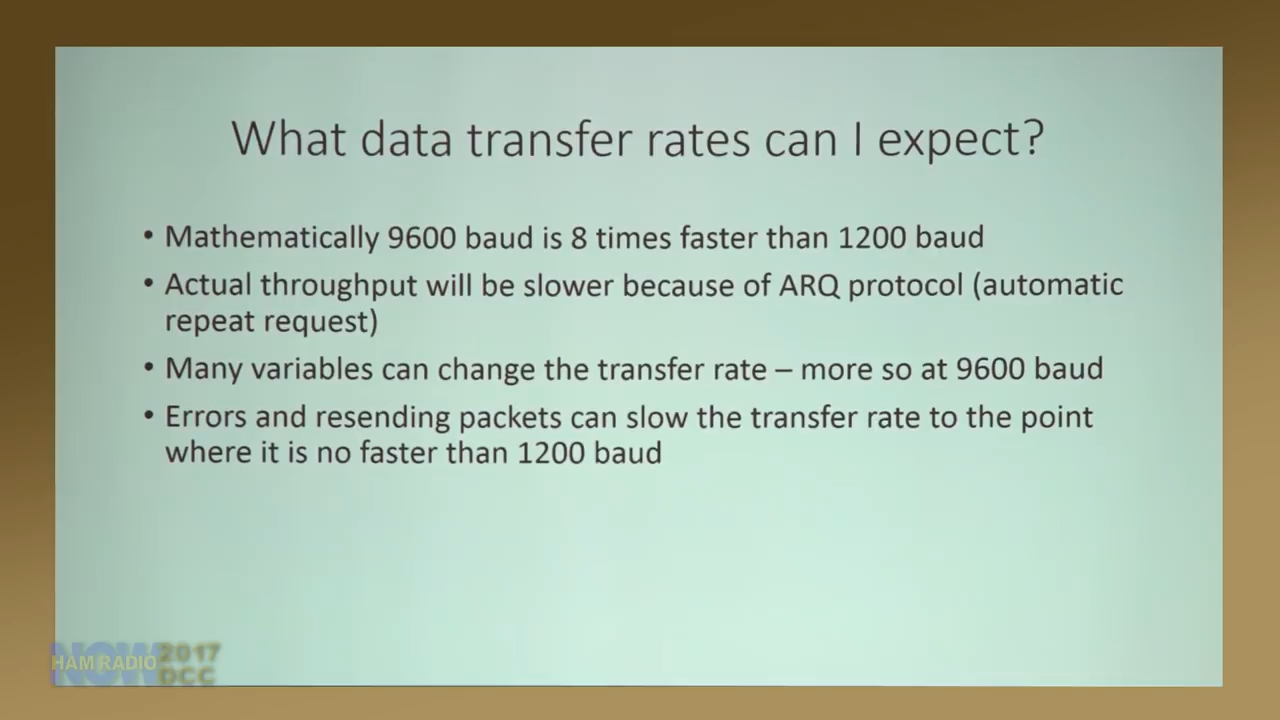 What data transfer rates can I expect?
• Mathematically 9600 baud is 8 times faster than 1200 baud
• Actual throughput will be slower because of ARQ protocol (automatic
repeat request)
• Many variables can change the transfer rate – more so at 9600 baud
• Errors and resending packets can slow the transfer rate to the point
where it is no faster than 1200 baud
NOW
HAM RADIO
2017
DCC